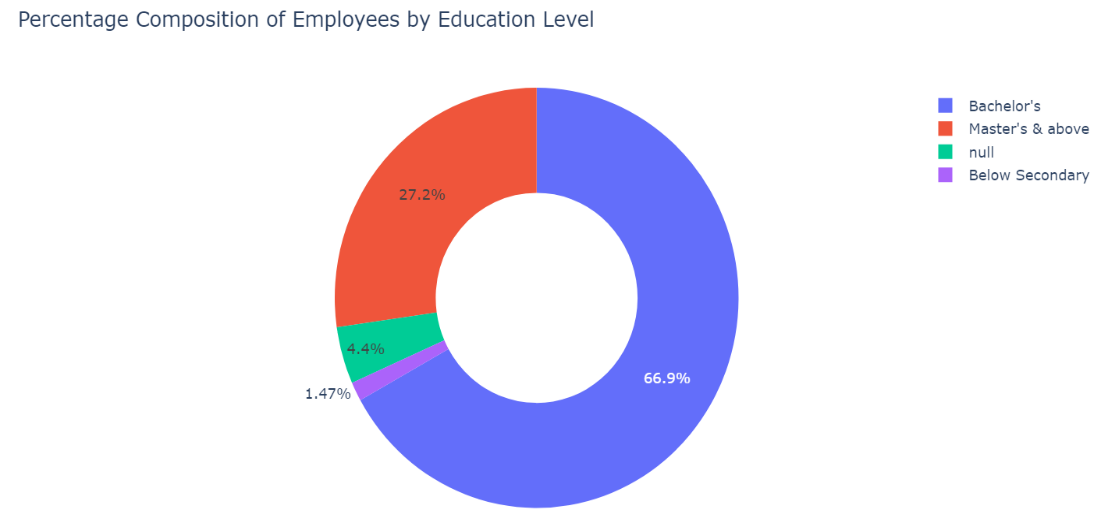 Percentage Composition of Employees by Education Level
Bachelor's
Master's & above
null
Below Secondary
27.2%
4.4%
1.47%
66.9%